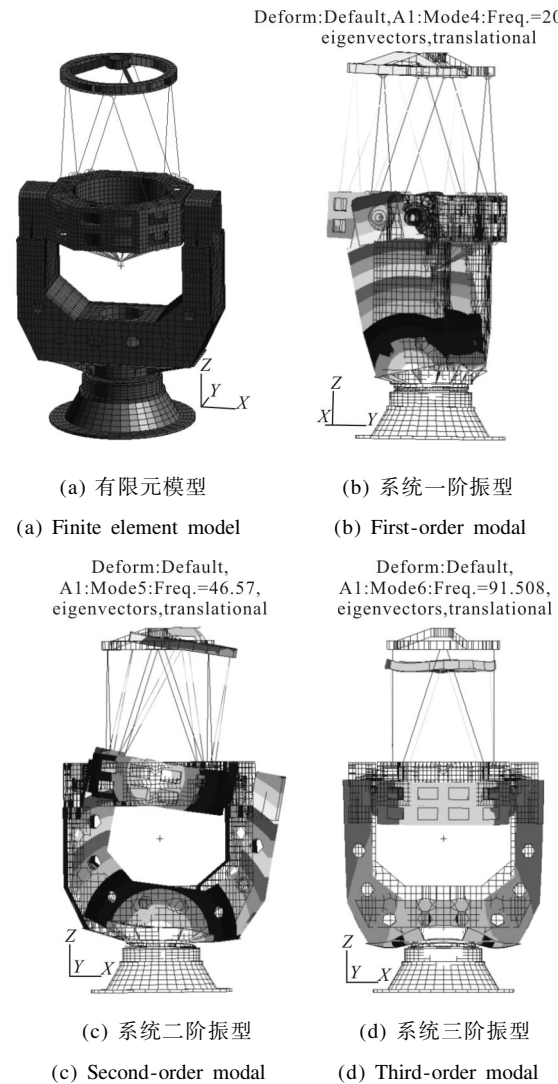 Deform:Default,A1:Mode4:Freq.=20
eigenvectors,translational
Z
Y
X
Z
X
Y
(a) 有限元模型
(b) 系统一阶振型
(a) Finite element model
(b) First-order modal
Deform:Default,
A1:Mode5:Freq.=46.57,
eigenvectors,translational
Deform:Default,
A1:Mode6:Freq.=91.508,
eigenvectors,translational
Z
Y
X
Z
Y
X
(c) 系统二阶振型
(d) 系统三阶振型
(c) Second-order modal
(d) Third-order modal